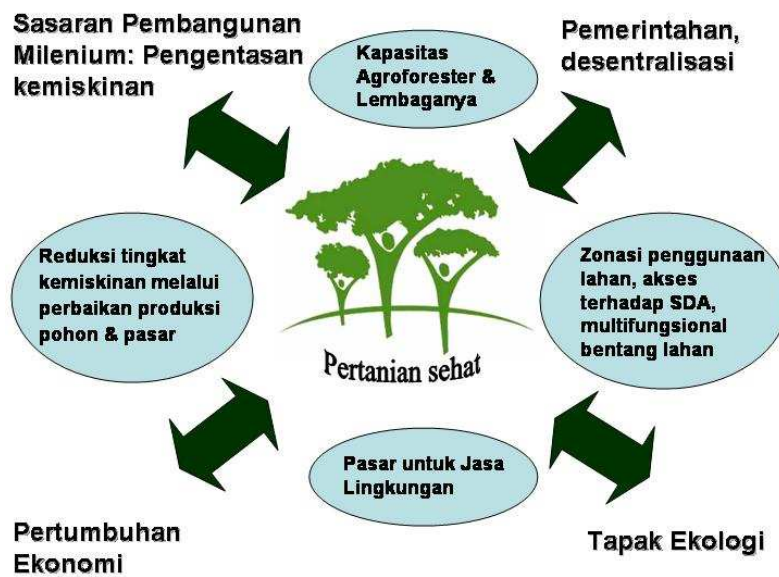 Sasaran Pembangunan
Milenium: Pengentasan
kemiskinan
Kapasitas
Agroforester &
Lembaganya
Pemerintahan,
desentralisasi
Reduksi tingkat
kemiskinan melalui
perbaikan produksi
pohon & pasar
Zonasi penggunaan
lahan, akses
terhadap SDA,
multifungsional
bentang lahan
Pertanian sehat
Pasar untuk Jasa
Lingkungan
Pertumbuhan
Ekonomi
Tapak Ekologi